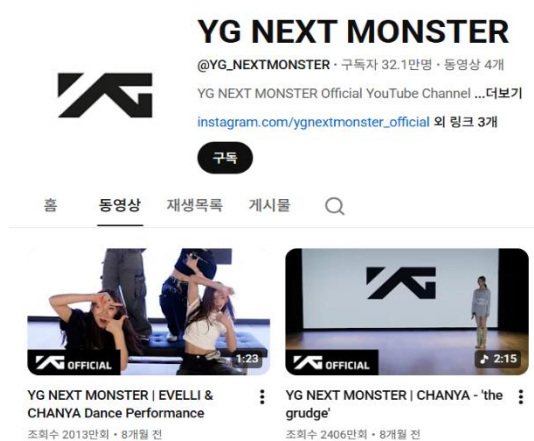 YG NEXT MONSTER
@YG_NEXTMONSTER · 구독자 32.1만명 · 동영상 4개
YG NEXT MONSTER Official YouTube Channel ...더보기
instagram.com/ygnextmonster_official 외 링크 3개
구독
홈 동영상 재생목록 게시물
YG OFFICIAL 1:23
YG NEXT MONSTER | EVELLI &
CHANYA Dance Performance
조회수 2013만회 • 8개월 전
YG
YG OFFICIAL ♪ 2:15
YG NEXT MONSTER | CHANYA - 'the
grudge'
조회수 2406만회 • 8개월 전